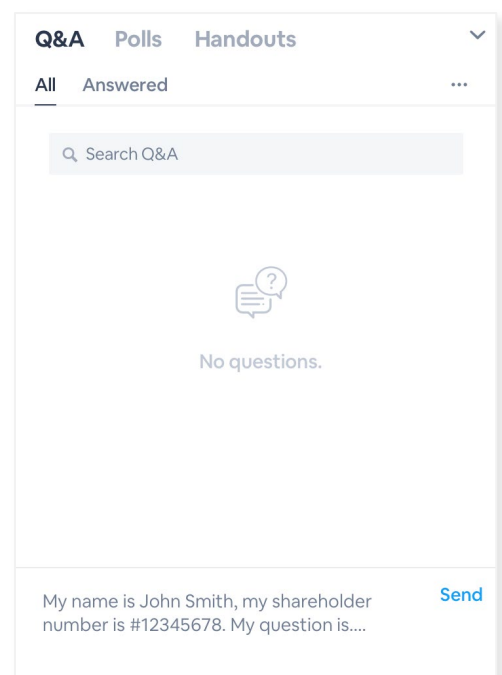 Q&A Polls Handouts
All Answered ...
Search Q&A
?
No questions.
My name is John Smith, my shareholder
number is #12345678. My question is....
Send